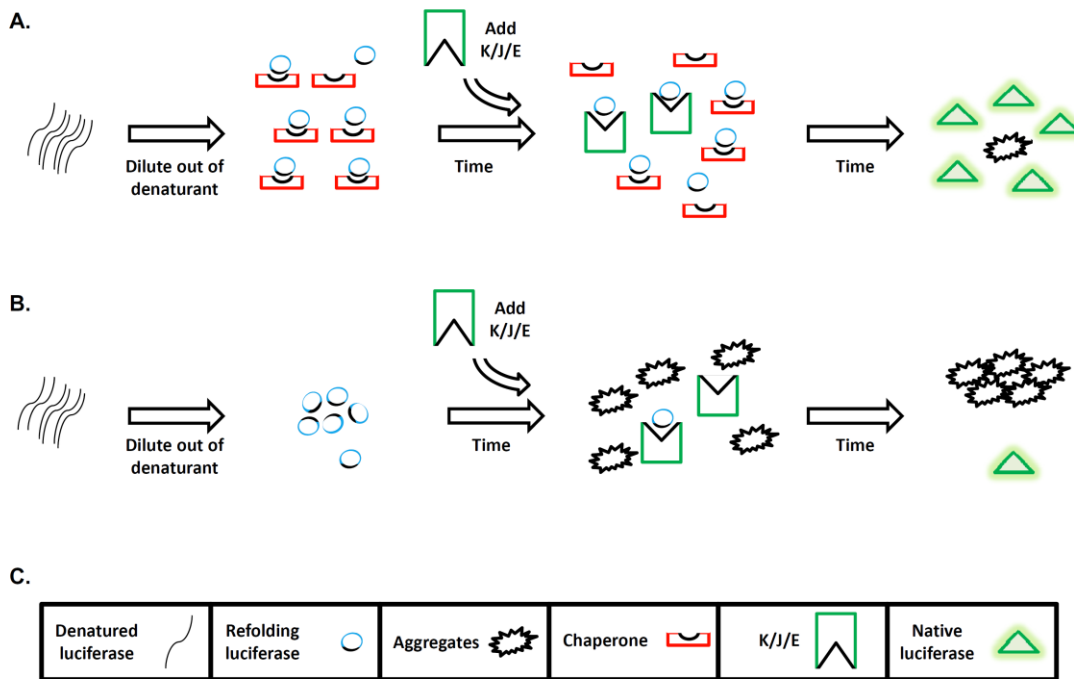 A.
Add
K/J/E
Dilute out of
denaturant
Time
Time
B.
Add
K/J/E
Dilute out of
denaturant
Time
Time
C.
Denatured
luciferase
Refolding
luciferase
Aggregates
Chaperone
K/J/E
Native
luciferase